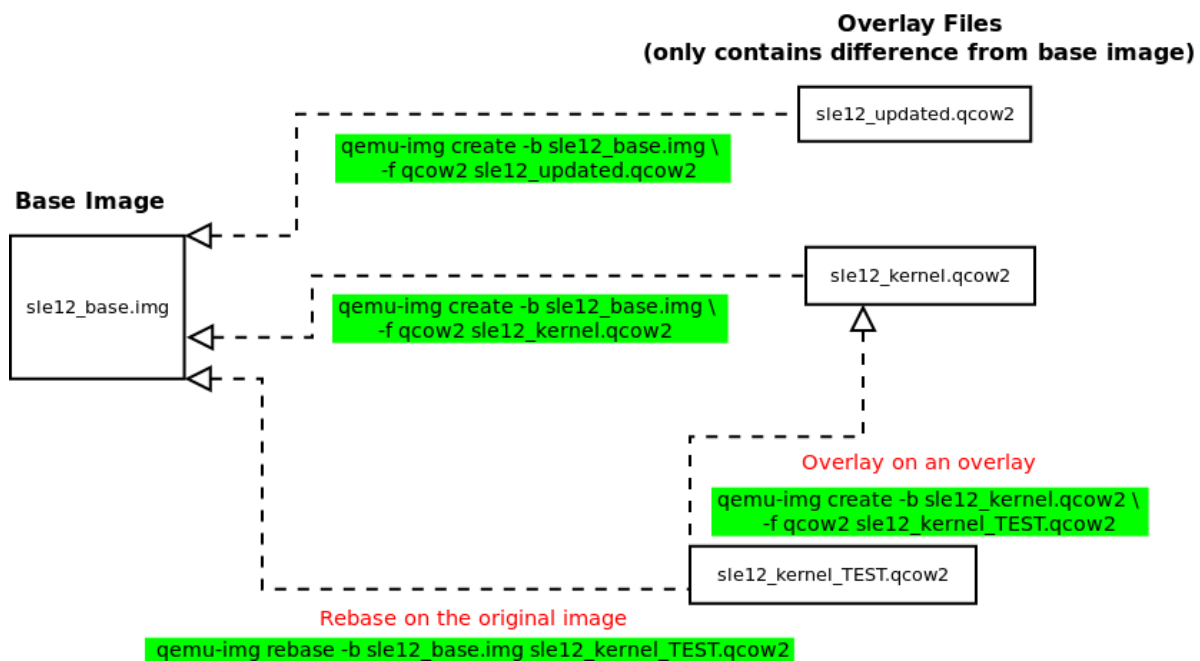 Overlay Files
(only contains difference from base image)
sle12_updated.qcow2
qemu-img create -b sle12_base.img \
-f qcow2 sle12_updated.qcow2
Base Image
sle12_base.img
sle12_kernel.qcow2
qemu-img create -b sle12_base.img \
-f qcow2 sle12_kernel.qcow2
Overlay on an overlay
qemu-img create -b sle12_kernel.qcow2 \
-f qcow2 sle12_kernel_TEST.qcow2
sle12_kernel_TEST.qcow2
Rebase on the original image
qemu-img rebase -b sle12_base.img sle12_kernel_TEST.qcow2